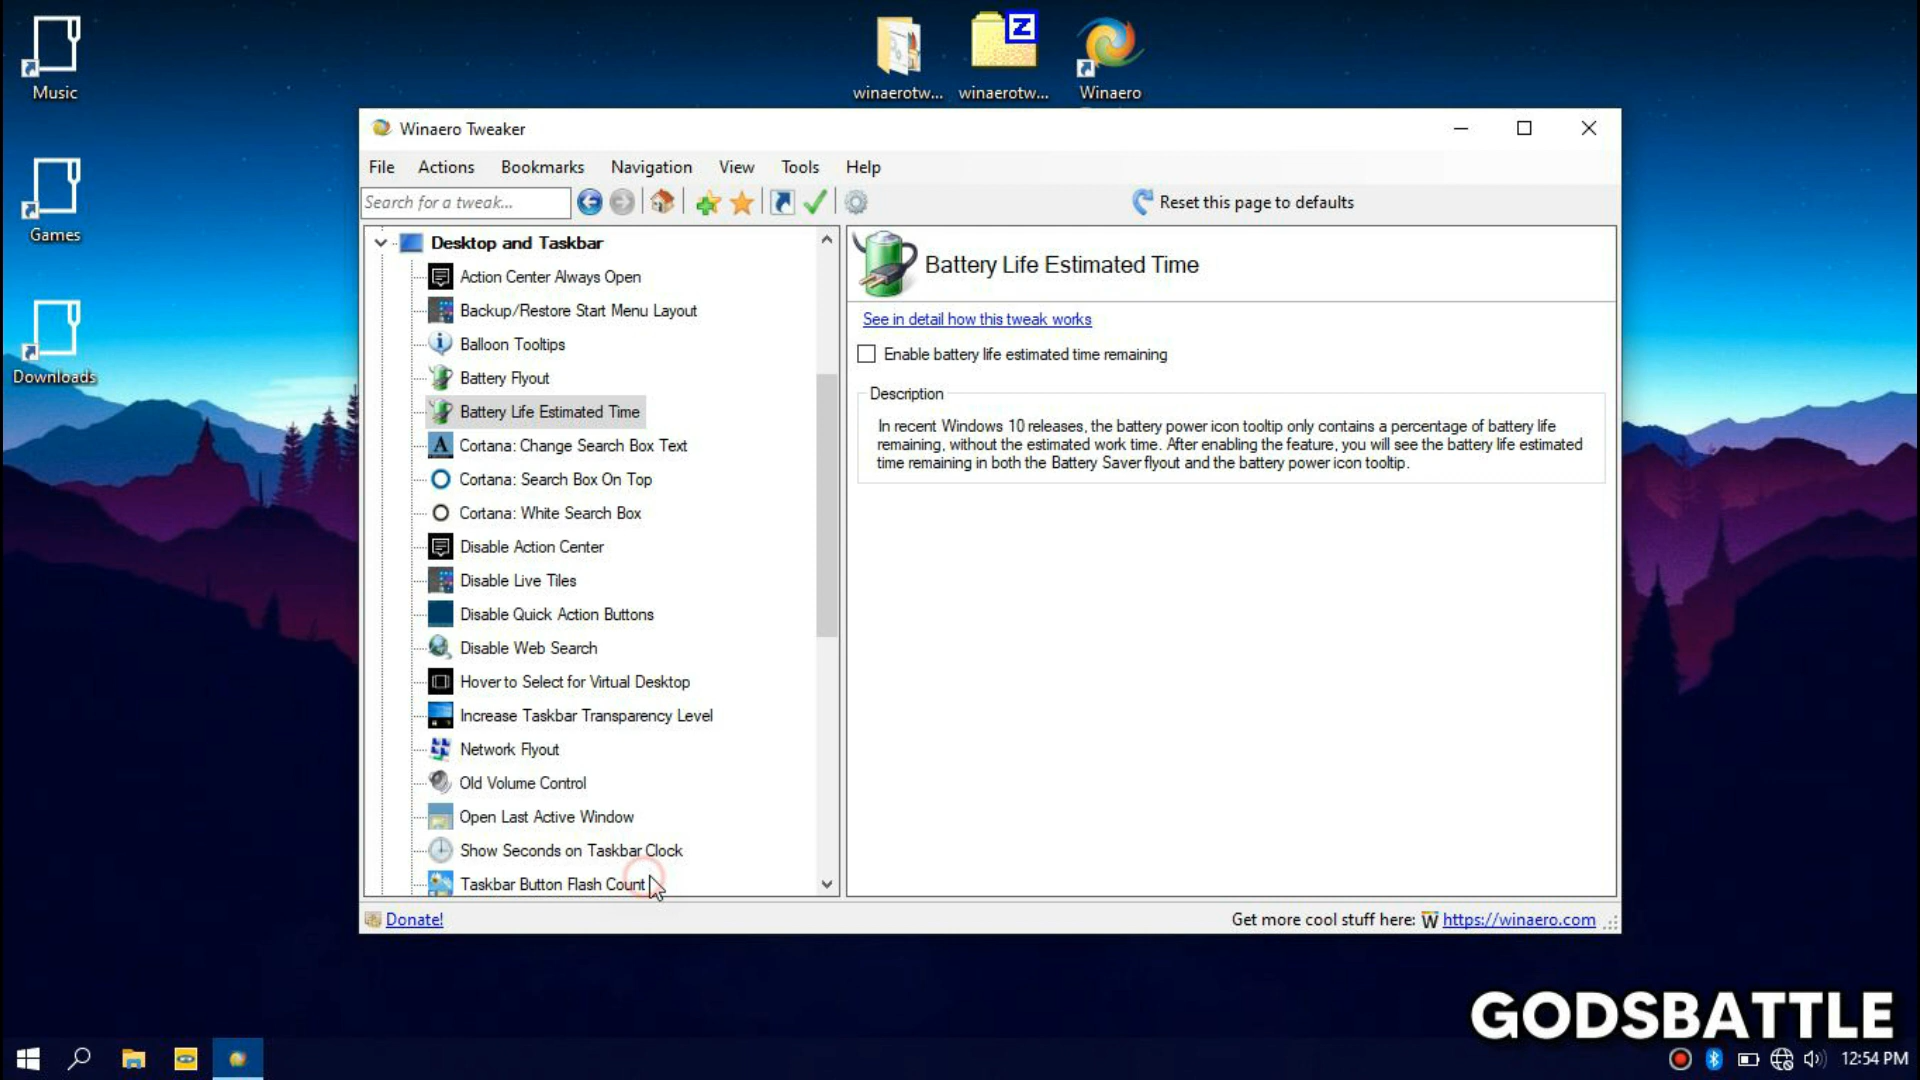 Music
Games
Downloads
winaerotw...
winaerotw...
Winaero
Winaero Tweaker
File Actions Bookmarks Navigation View Tools Help
Search for a tweak...
Reset this page to defaults
Desktop and Taskbar
Action Center Always Open
Backup/Restore Start Menu Layout
Balloon Tooltips
Battery Flyout
Battery Life Estimated Time
Cortana: Change Search Box Text
Cortana: Search Box On Top
Cortana: White Search Box
Disable Action Center
Disable Live Tiles
Disable Quick Action Buttons
Disable Web Search
Hover to Select for Virtual Desktop
Increase Taskbar Transparency Level
Network Flyout
Old Volume Control
Open Last Active Window
Show Seconds on Taskbar Clock
Taskbar Button Flash Count
Battery Life Estimated Time
See in detail how this tweak works
Enable battery life estimated time remaining
Description
In recent Windows 10 releases, the battery power icon tooltip only contains a percentage of battery life
remaining, without the estimated work time. After enabling the feature, you will see the battery life estimated
time remaining in both the Battery Saver flyout and the battery power icon tooltip.
Donate!
Get more cool stuff here: W https://winaero.com
GODSBATTLE
12:54 PM